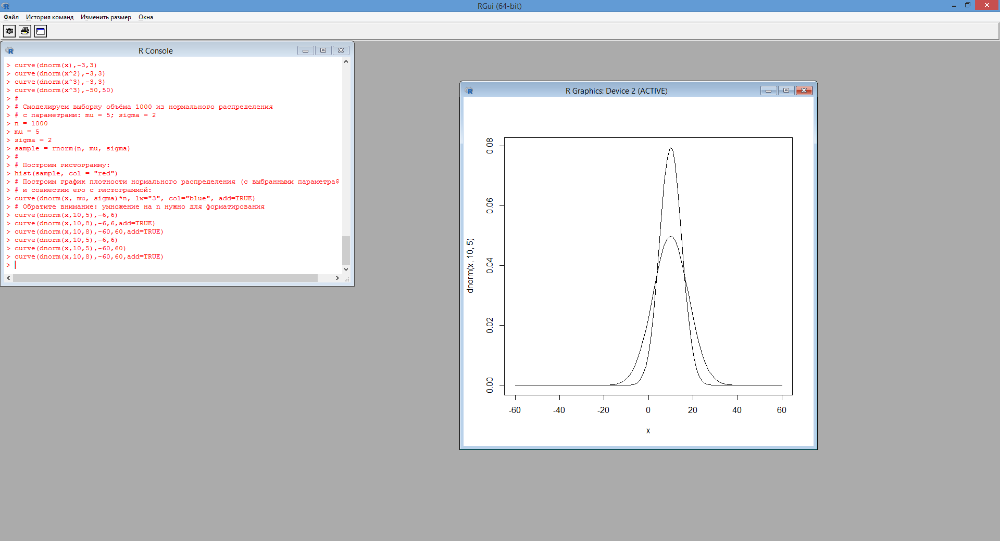 RGui (64-bit)
Файл История команд Изменить размер Окна
R Console
> curve(dnorm(x),-3,3)
> curve(dnorm(x^2),-3,3)
> curve(dnorm(x^3),-3,3)
> curve(dnorm(x^3),-50,50)
> #
> # Смоделируем выборку объёма 1000 из нормального распределения
> # с параметрами: mu = 5; sigma = 2
> n = 1000
> mu = 5
> sigma = 2
> sample = rnorm(n, mu, sigma)
> #
> # Построим гистограмму:
> hist(sample, col = "red")
> # Построим график плотности нормального распределения (с выбранными параметра$
> # и совместим его с гистограммой:
> curve(dnorm(x, mu, sigma)*n, lw="3", col="blue", add=TRUE)
> # Обратите внимание: умножение на n нужно для форматирования
> curve(dnorm(x,10,5),-6,6)
> curve(dnorm(x,10,8),-6,6,add=TRUE)
> curve(dnorm(x,10,8),-60,60,add=TRUE)
> curve(dnorm(x,10,5),-6,6)
> curve(dnorm(x,10,5),-60,60)
> curve(dnorm(x,10,8),-60,60,add=TRUE)
>
R Graphics: Device 2 (ACTIVE)
dnorm(x, 10, 5)
0.08
0.06
0.04
0.02
0.00
-60 -40 -20 0 20 40 60
x